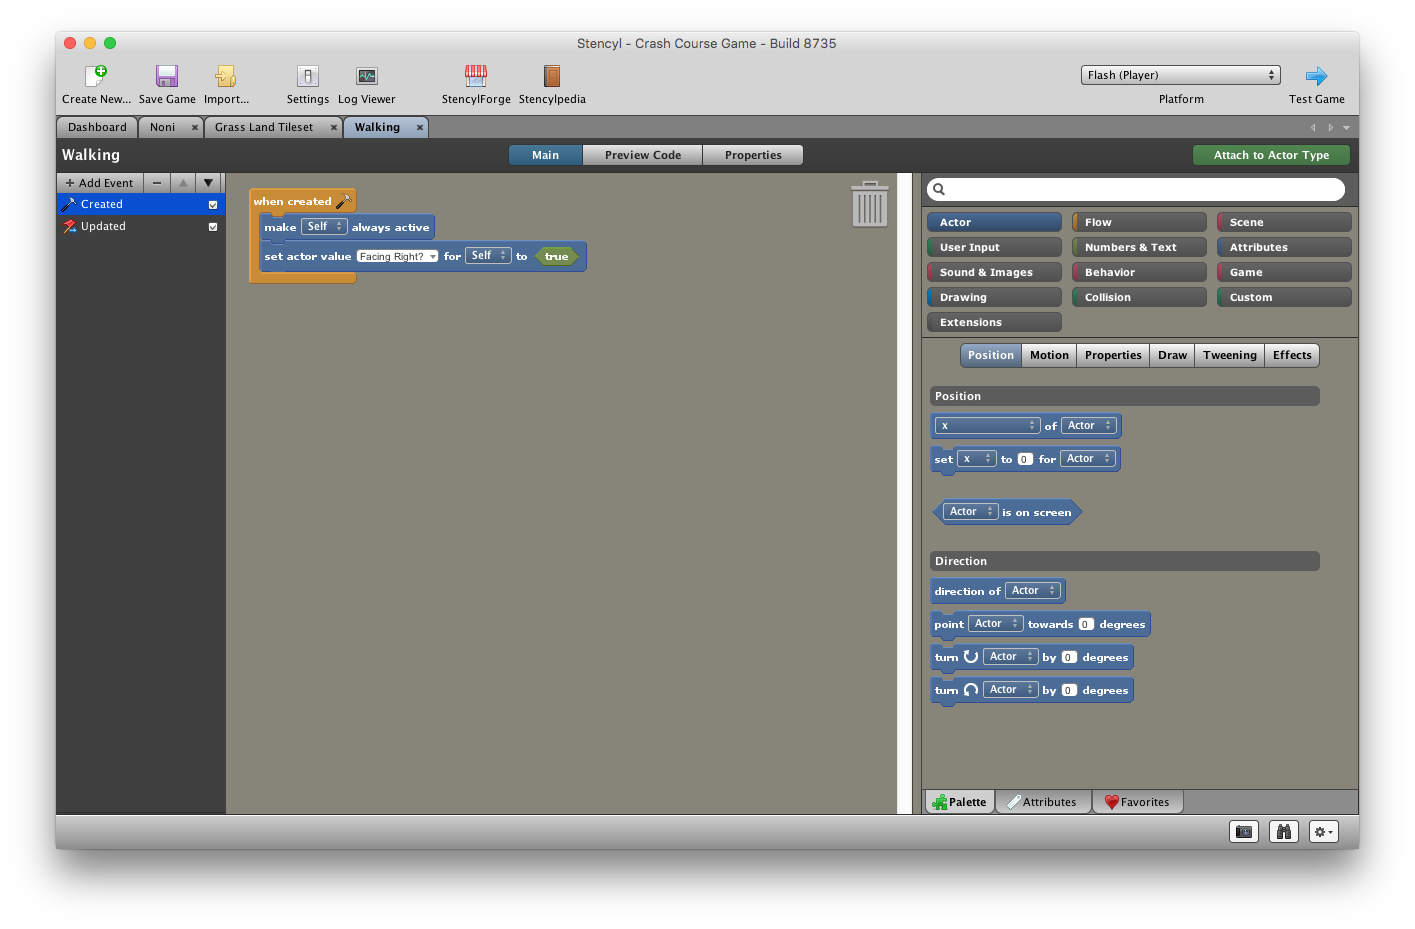 Stencyl - Crash Course Game - Build 8735
Create New... Save Game Import... Settings Log Viewer StencylForge Stencylpedia
Flash (Player)
Platform
Test Game
Dashboard Noni Grass Land Tileset Walking
Walking
Main Preview Code Properties
Attach to Actor Type
+ Add Event
Created
Updated
when created
make Self always active
set actor value Facing Right? for Self to true
Actor Flow Scene
User Input Numbers & Text Attributes
Sound & Images Behavior Game
Drawing Collision Custom
Extensions
Position Motion Properties Draw Tweening Effects
Position
x of Actor
set x to 0 for Actor
Actor is on screen
Direction
direction of Actor
point Actor towards 0 degrees
turn Actor by 0 degrees
turn Actor by 0 degrees
Palette Attributes Favorites